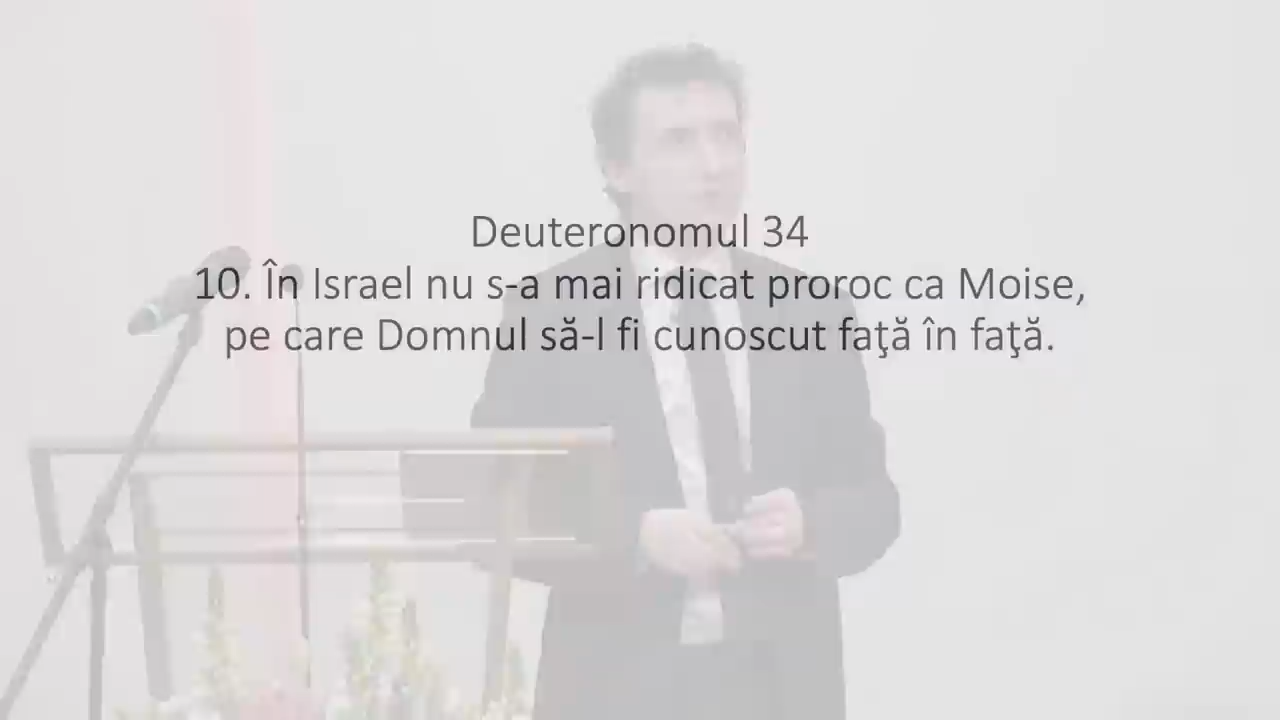 Deuteronomul 34
10. În Israel nu s-a mai ridicat proroc ca Moise,
pe care Domnul să-l fi cunoscut faţă în faţă.